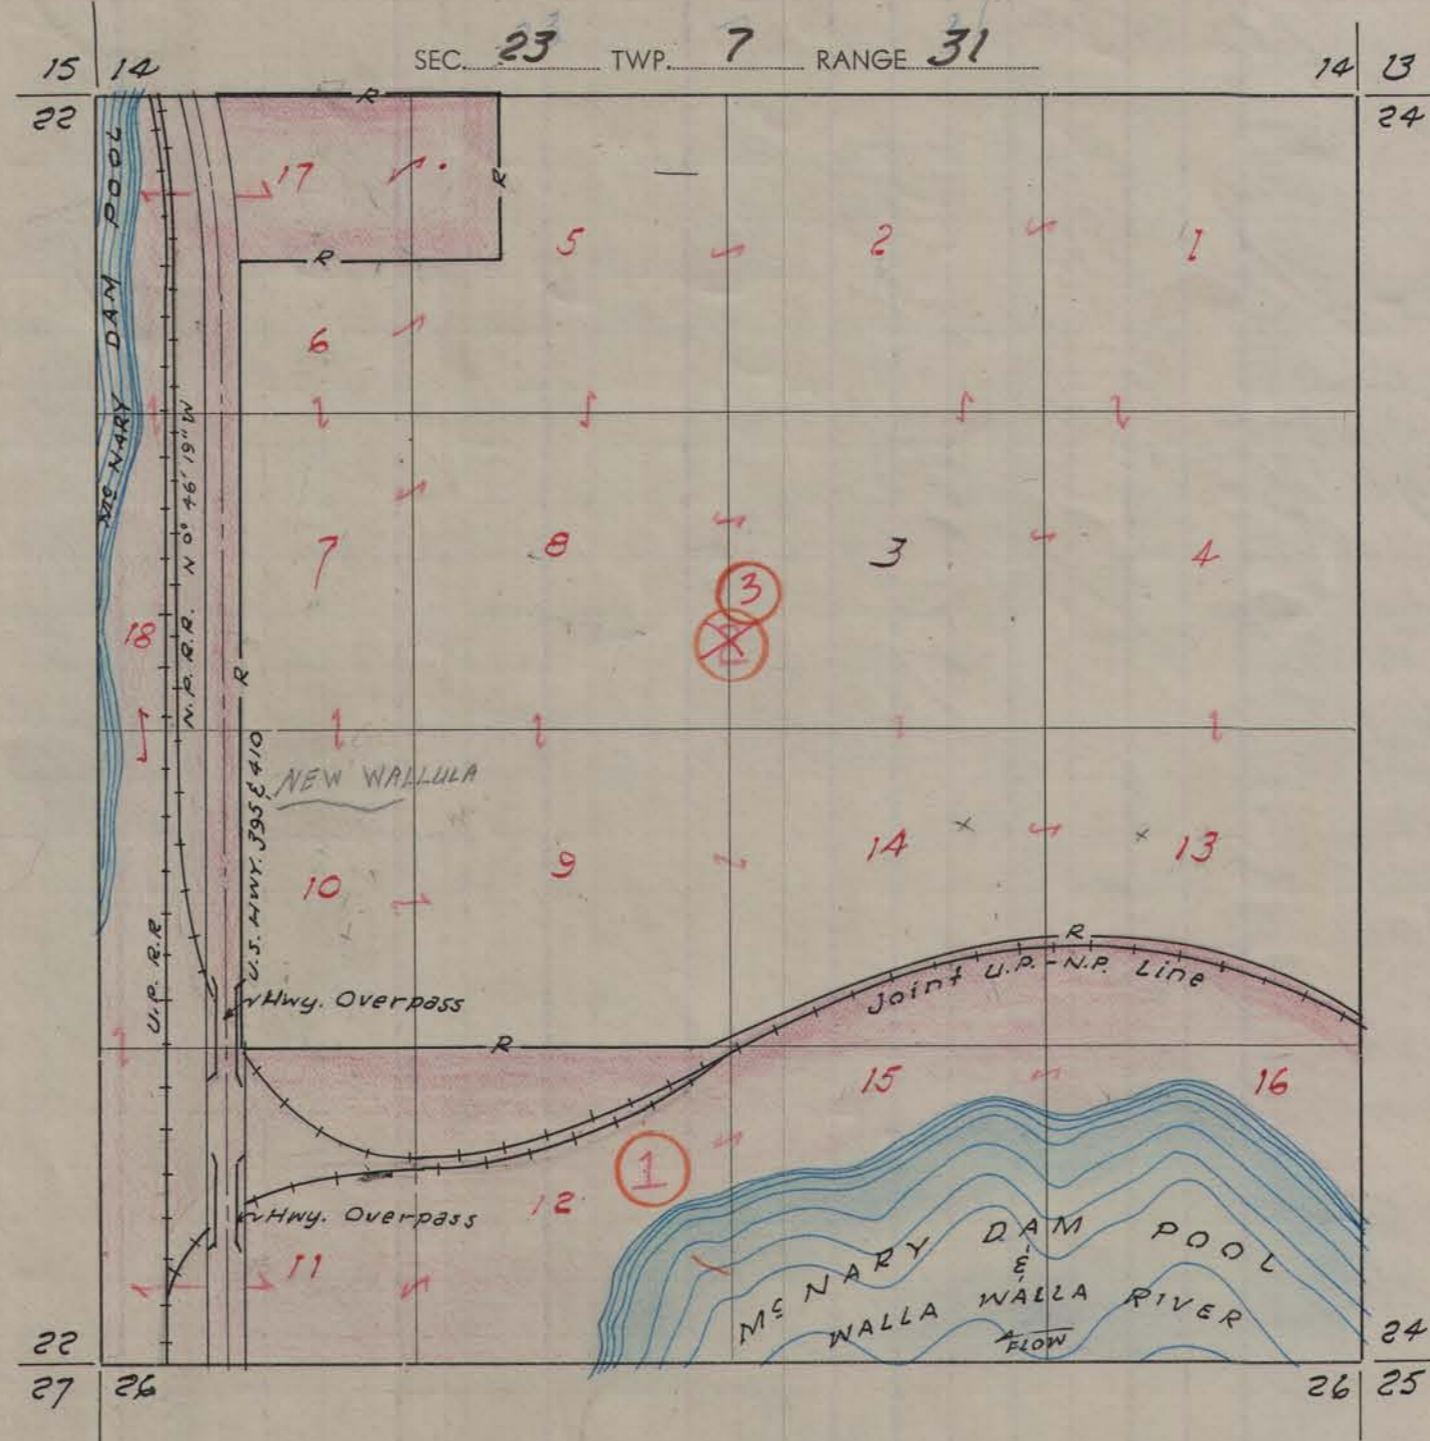 SEC. 23 TWP. 7 RANGE 31
15 14
14 13
22
24
R
17
R
5
2
1
R
6
McNARY DAM POOL
N.P. R.R. N 0° 46' 19" W
7
8
3
4
3
18
R
U.S. HWY. 395 & 410
NEW WALLULA
10
9
14
13
U.P. R.R
Hwy. Overpass
R
Joint U.P. - N.P. Line
R
15
16
1
12
Hwy. Overpass
11
McNARY DAM POOL
&
WALLA WALLA RIVER
FLOW
22
24
27 26
26 25